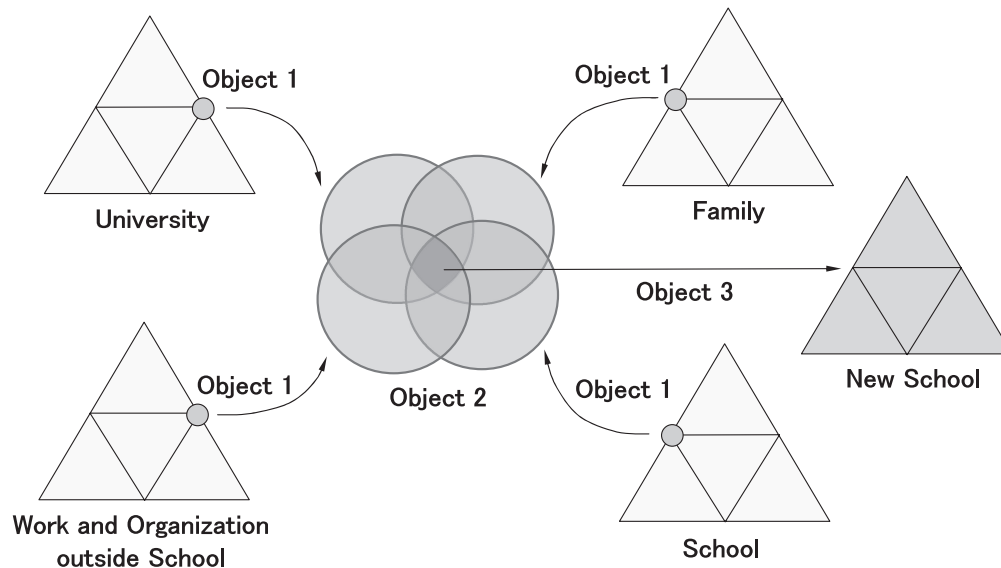 Object 1
University
Object 1
Family
Object 3
New School
Object 2
Object 1
Work and Organization
outside School
Object 1
School